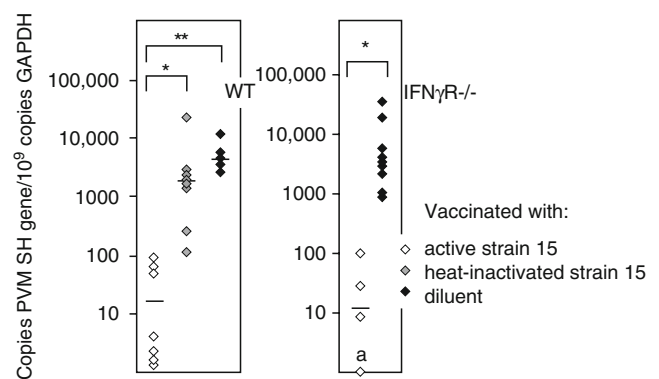 Copies PVM SH gene/10⁹ copies GAPDH
100,000
10,000
1000
100
10
**
*
WT
100,000
10,000
1000
100
10
*
IFNγR-/-
a
Vaccinated with:
active strain 15
heat-inactivated strain 15
diluent